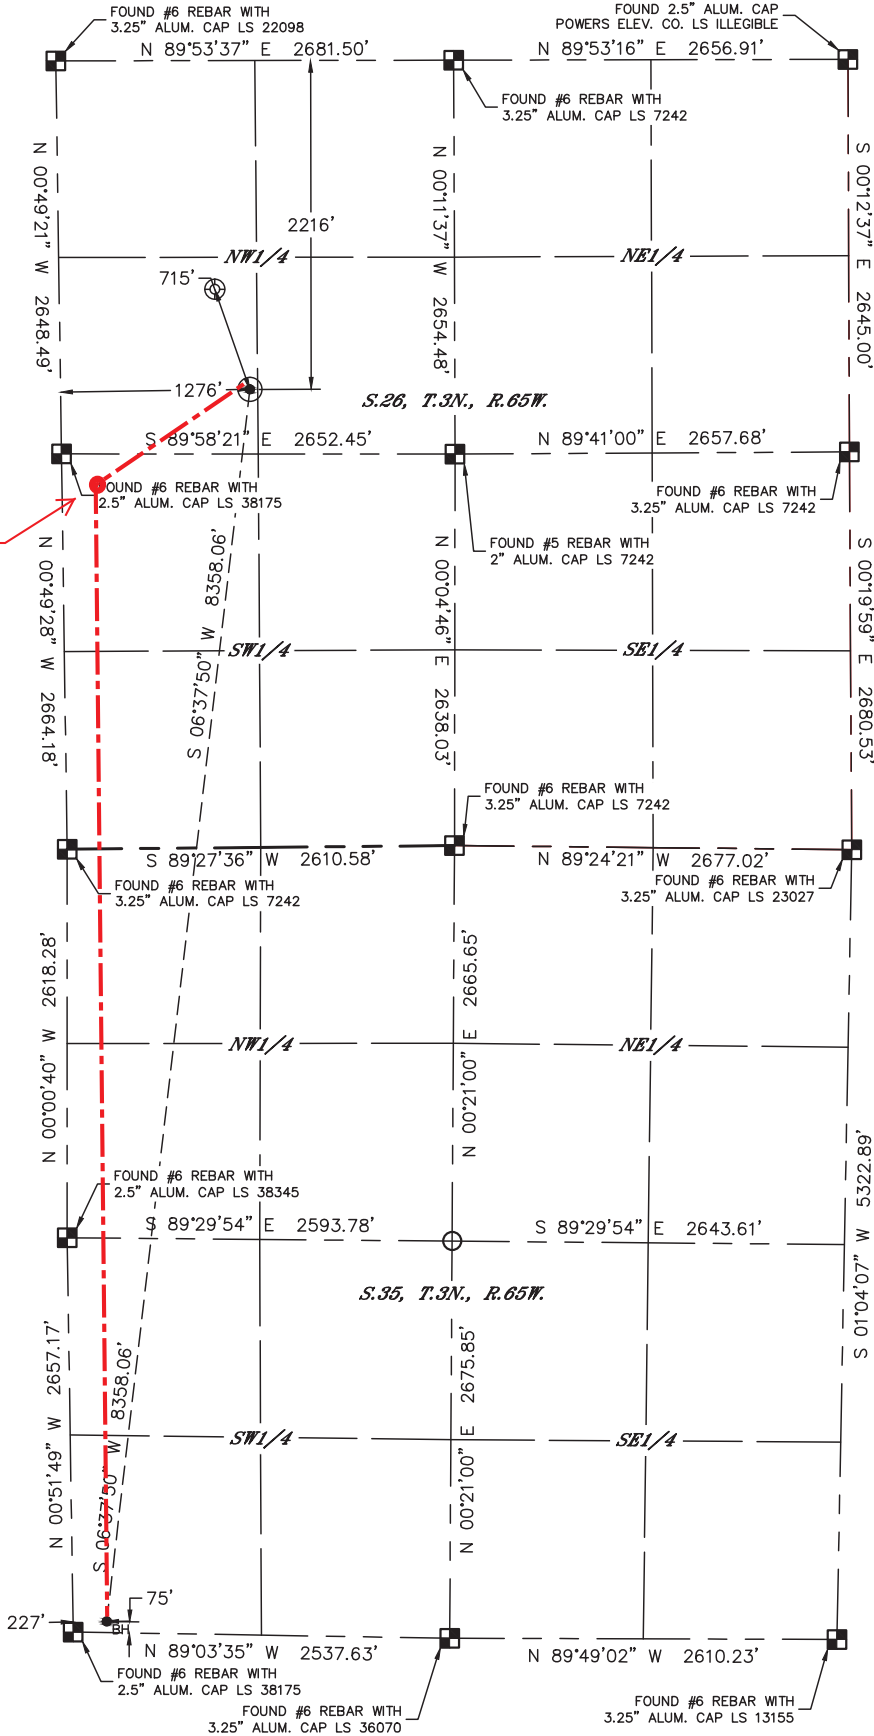 FOUND #6 REBAR WITH
3.25" ALUM. CAP LS 22098
FOUND 2.5" ALUM. CAP
POWERS ELEV. CO. LS ILLEGIBLE
N 89°53'37" E 2681.50'
N 89°53'16" E 2656.91'
FOUND #6 REBAR WITH
3.25" ALUM. CAP LS 7242
N 00°49'21" W 2648.49'
N 00°11'37" W 2654.48'
S 00°12'37" E 2645.00'
2216'
NW1/4
NE1/4
715'
1276'
S.26, T.3N., R.65W.
S 89°58'21" E 2652.45'
N 89°41'00" E 2657.68'
FOUND #6 REBAR WITH
2.5" ALUM. CAP LS 38175
FOUND #6 REBAR WITH
3.25" ALUM. CAP LS 7242
FOUND #5 REBAR WITH
2" ALUM. CAP LS 7242
N 00°49'28" W 2664.18'
S 06°37'50" W 8358.06'
N 00°04'46" E 2638.03'
S 00°19'59" E 2680.53'
SW1/4
SE1/4
FOUND #6 REBAR WITH
3.25" ALUM. CAP LS 7242
S 89°27'36" W 2610.58'
N 89°24'21" W 2677.02'
FOUND #6 REBAR WITH
3.25" ALUM. CAP LS 7242
FOUND #6 REBAR WITH
3.25" ALUM. CAP LS 23027
N 00°00'40" W 2618.28'
N 00°21'00" E 2665.65'
NW1/4
NE1/4
S 01°04'07" W 5322.89'
FOUND #6 REBAR WITH
2.5" ALUM. CAP LS 38345
S 89°29'54" E 2593.78'
S 89°29'54" E 2643.61'
S.35, T.3N., R.65W.
N 00°51'49" W 2657.17'
S 06°37'50" W 8358.06'
N 00°21'00" E 2675.85'
SW1/4
SE1/4
75'
227'
BH
N 89°03'35" W 2537.63'
N 89°49'02" W 2610.23'
FOUND #6 REBAR WITH
2.5" ALUM. CAP LS 38175
FOUND #6 REBAR WITH
3.25" ALUM. CAP LS 36070
FOUND #6 REBAR WITH
3.25" ALUM. CAP LS 13155